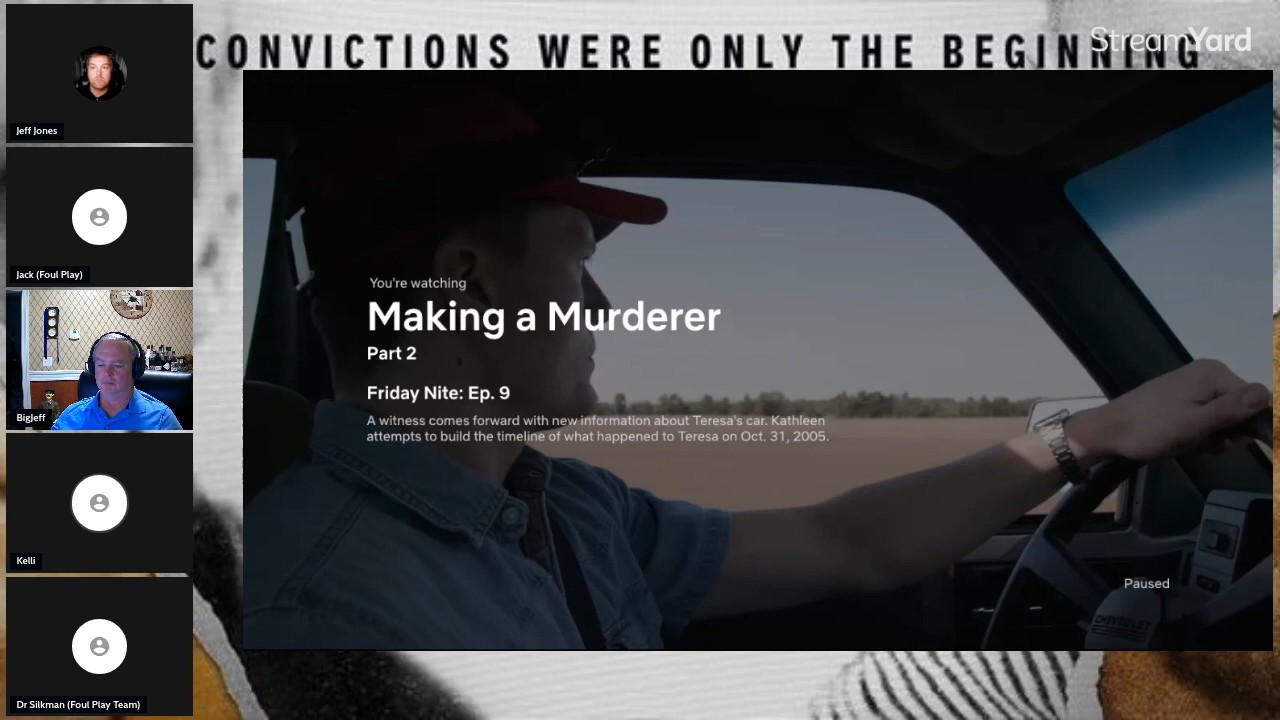 CONVICTIONS WERE ONLY THE BEGINNING
StreamYard
Jeff Jones
Jack (Foul Play)
BigJeff
Kelli
Dr Silkman (Foul Play Team)
You're watching
Making a Murderer
Part 2
Friday Nite: Ep. 9
A witness comes forward with new information about Teresa's car. Kathleen
attempts to build the timeline of what happened to Teresa on Oct. 31, 2005.
Paused
CHEVROLET